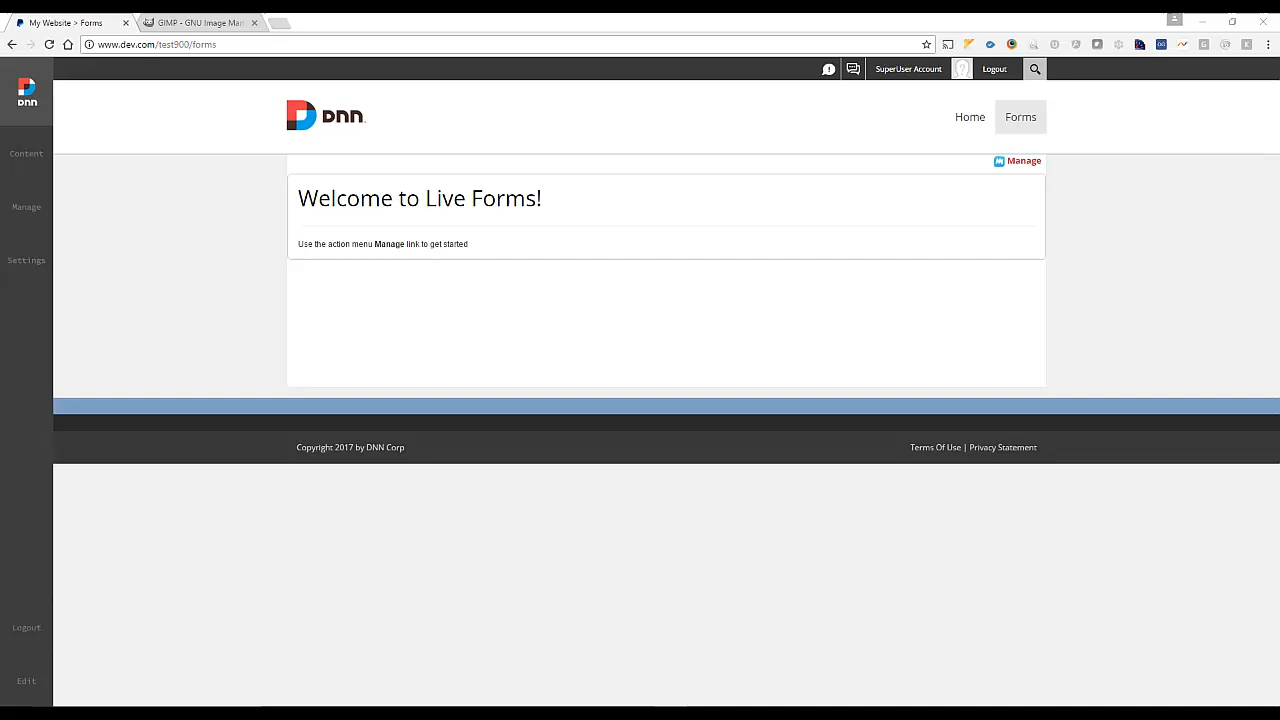 My Website > Forms
GIMP - GNU Image Man
www.dev.com/test900/forms
SuperUser Account
Logout
DNN
DNN
Home
Forms
Content
Manage
Settings
Manage
Welcome to Live Forms!
Use the action menu Manage link to get started
Copyright 2017 by DNN Corp
Terms Of Use | Privacy Statement
Logout
Edit